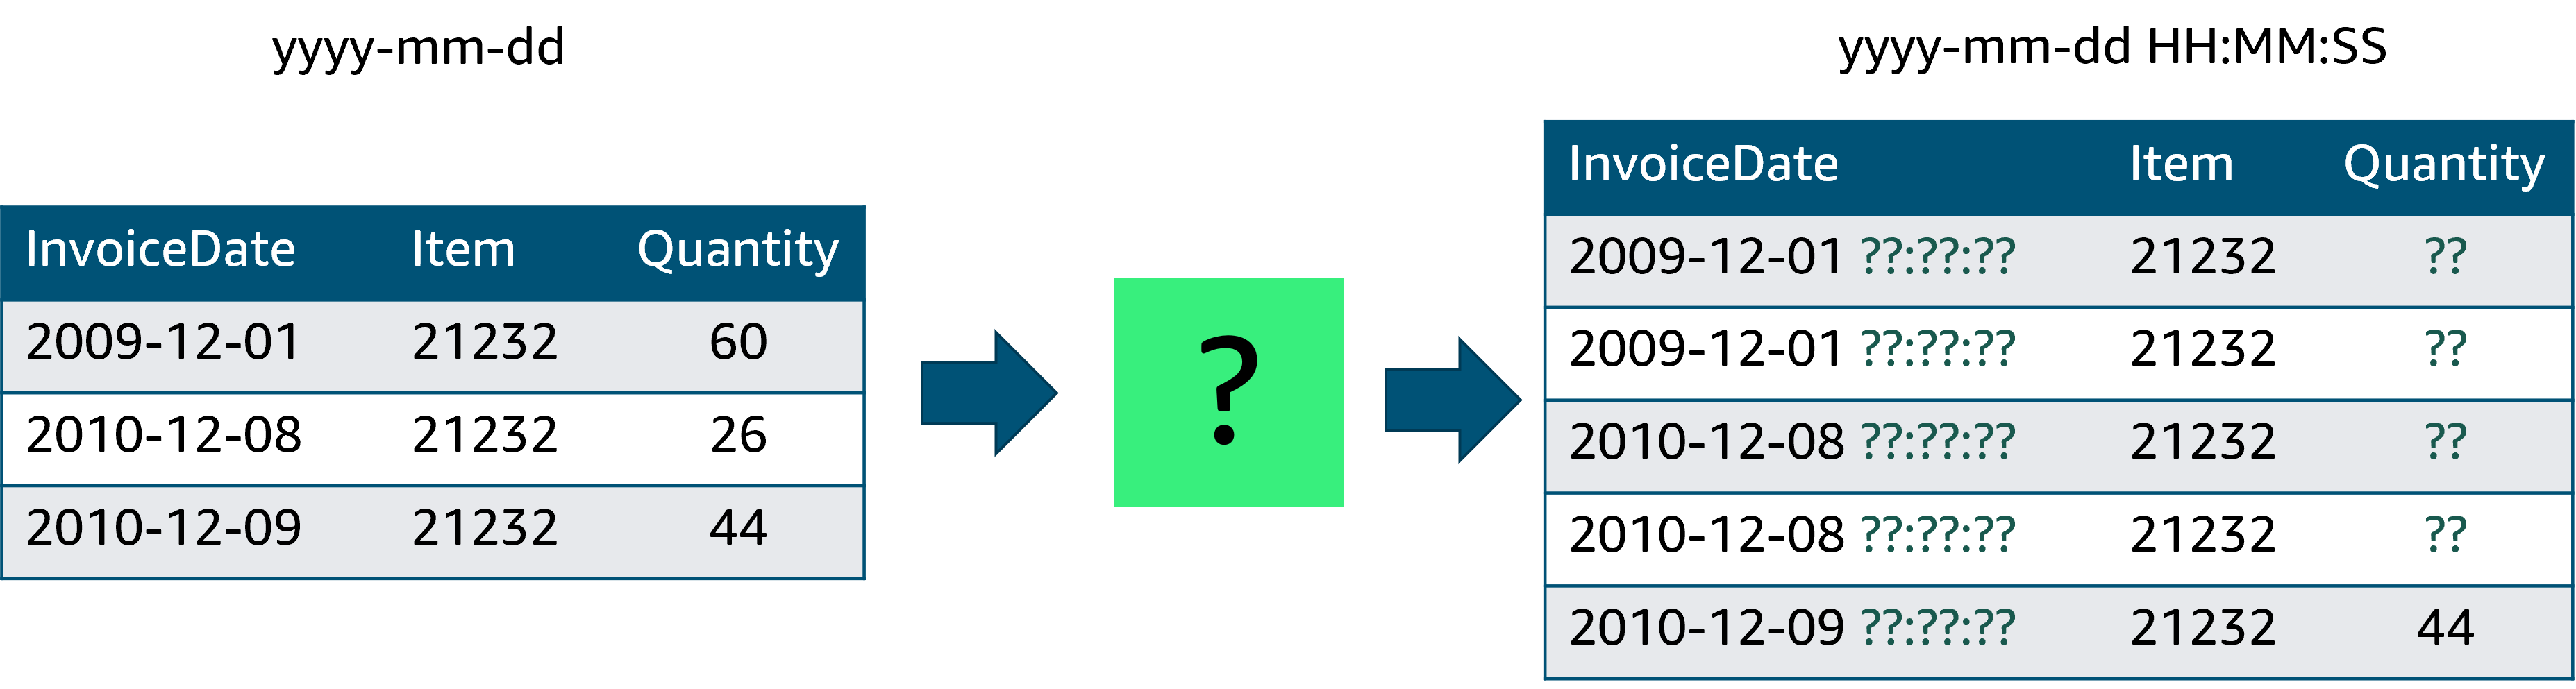 yyyy-mm-dd
InvoiceDate Item Quantity
2009-12-01 21232 60
2010-12-08 21232 26
2010-12-09 21232 44
?
yyyy-mm-dd HH:MM:SS
InvoiceDate Item Quantity
2009-12-01 ??:??:?? 21232 ??
2009-12-01 ??:??:?? 21232 ??
2010-12-08 ??:??:?? 21232 ??
2010-12-08 ??:??:?? 21232 ??
2010-12-09 ??:??:?? 21232 44